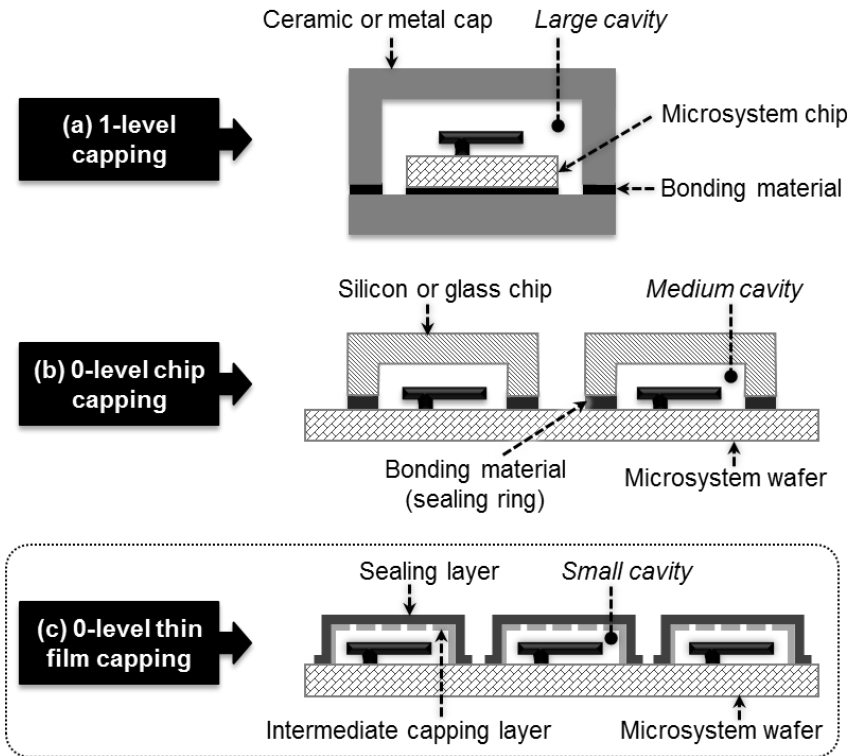 Ceramic or metal cap
Large cavity
(a) 1-level
capping
Microsystem chip
Bonding material
Silicon or glass chip
Medium cavity
(b) 0-level chip
capping
Bonding material
(sealing ring)
Microsystem wafer
Sealing layer
Small cavity
(c) 0-level thin
film capping
Intermediate capping layer
Microsystem wafer